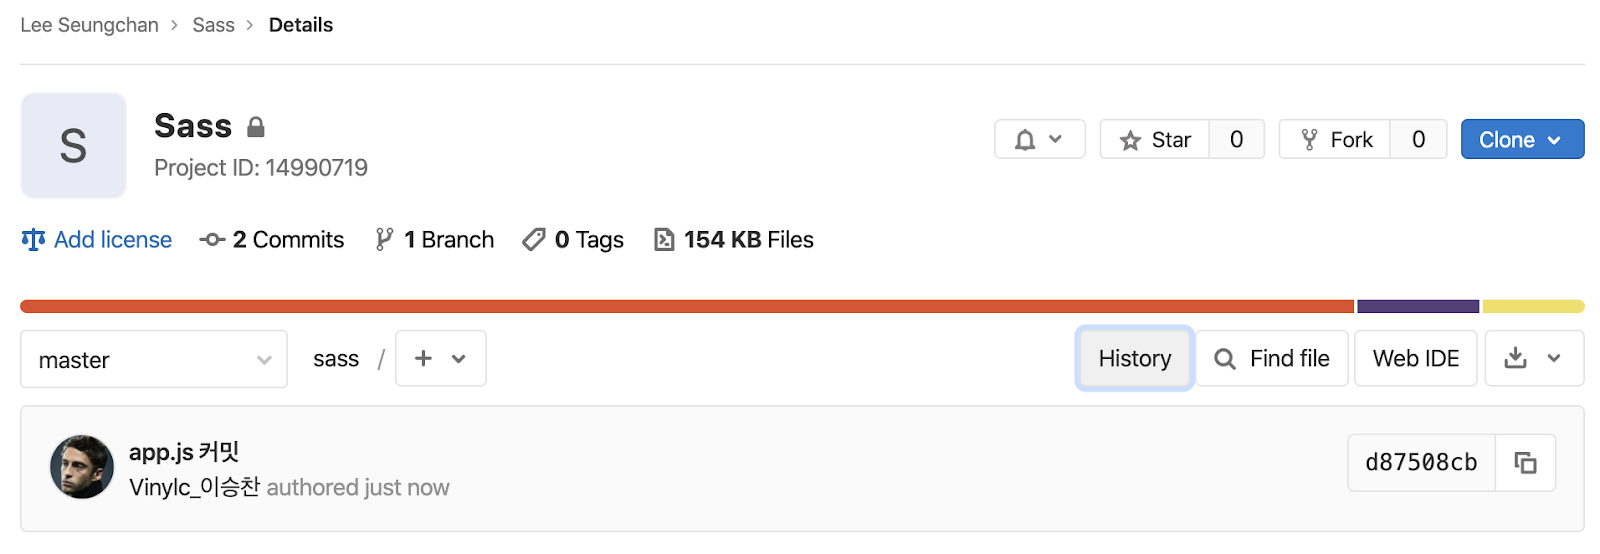 Lee Seungchan > Sass > Details
S
Sass
Project ID: 14990719
Star 0 Fork 0 Clone
Add license 2 Commits 1 Branch 0 Tags 154 KB Files
master sass / + History Find file Web IDE
app.js 커밋
Vinylc_이승찬 authored just now
d87508cb